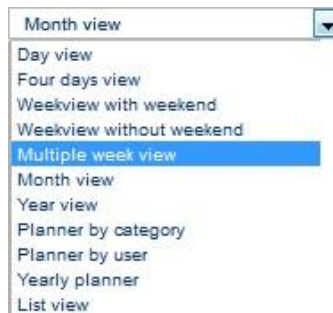 Month view
Day view
Four days view
Weekview with weekend
Weekview without weekend
Multiple week view
Month view
Year view
Planner by category
Planner by user
Yearly planner
List view